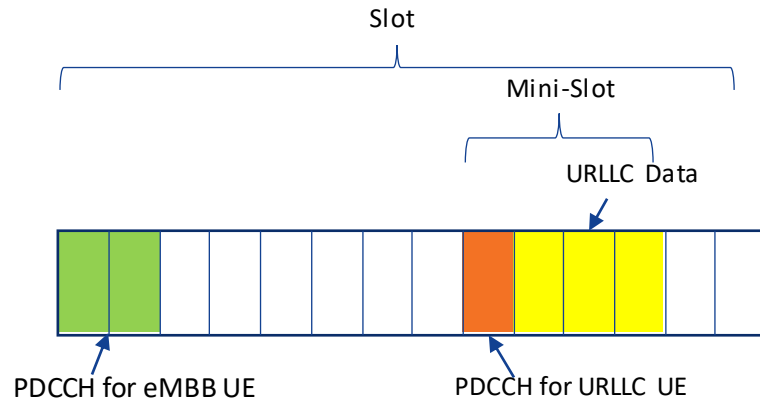 Slot
Mini-Slot
URLLC Data
PDCCH for eMBB UE
PDCCH for URLLC UE